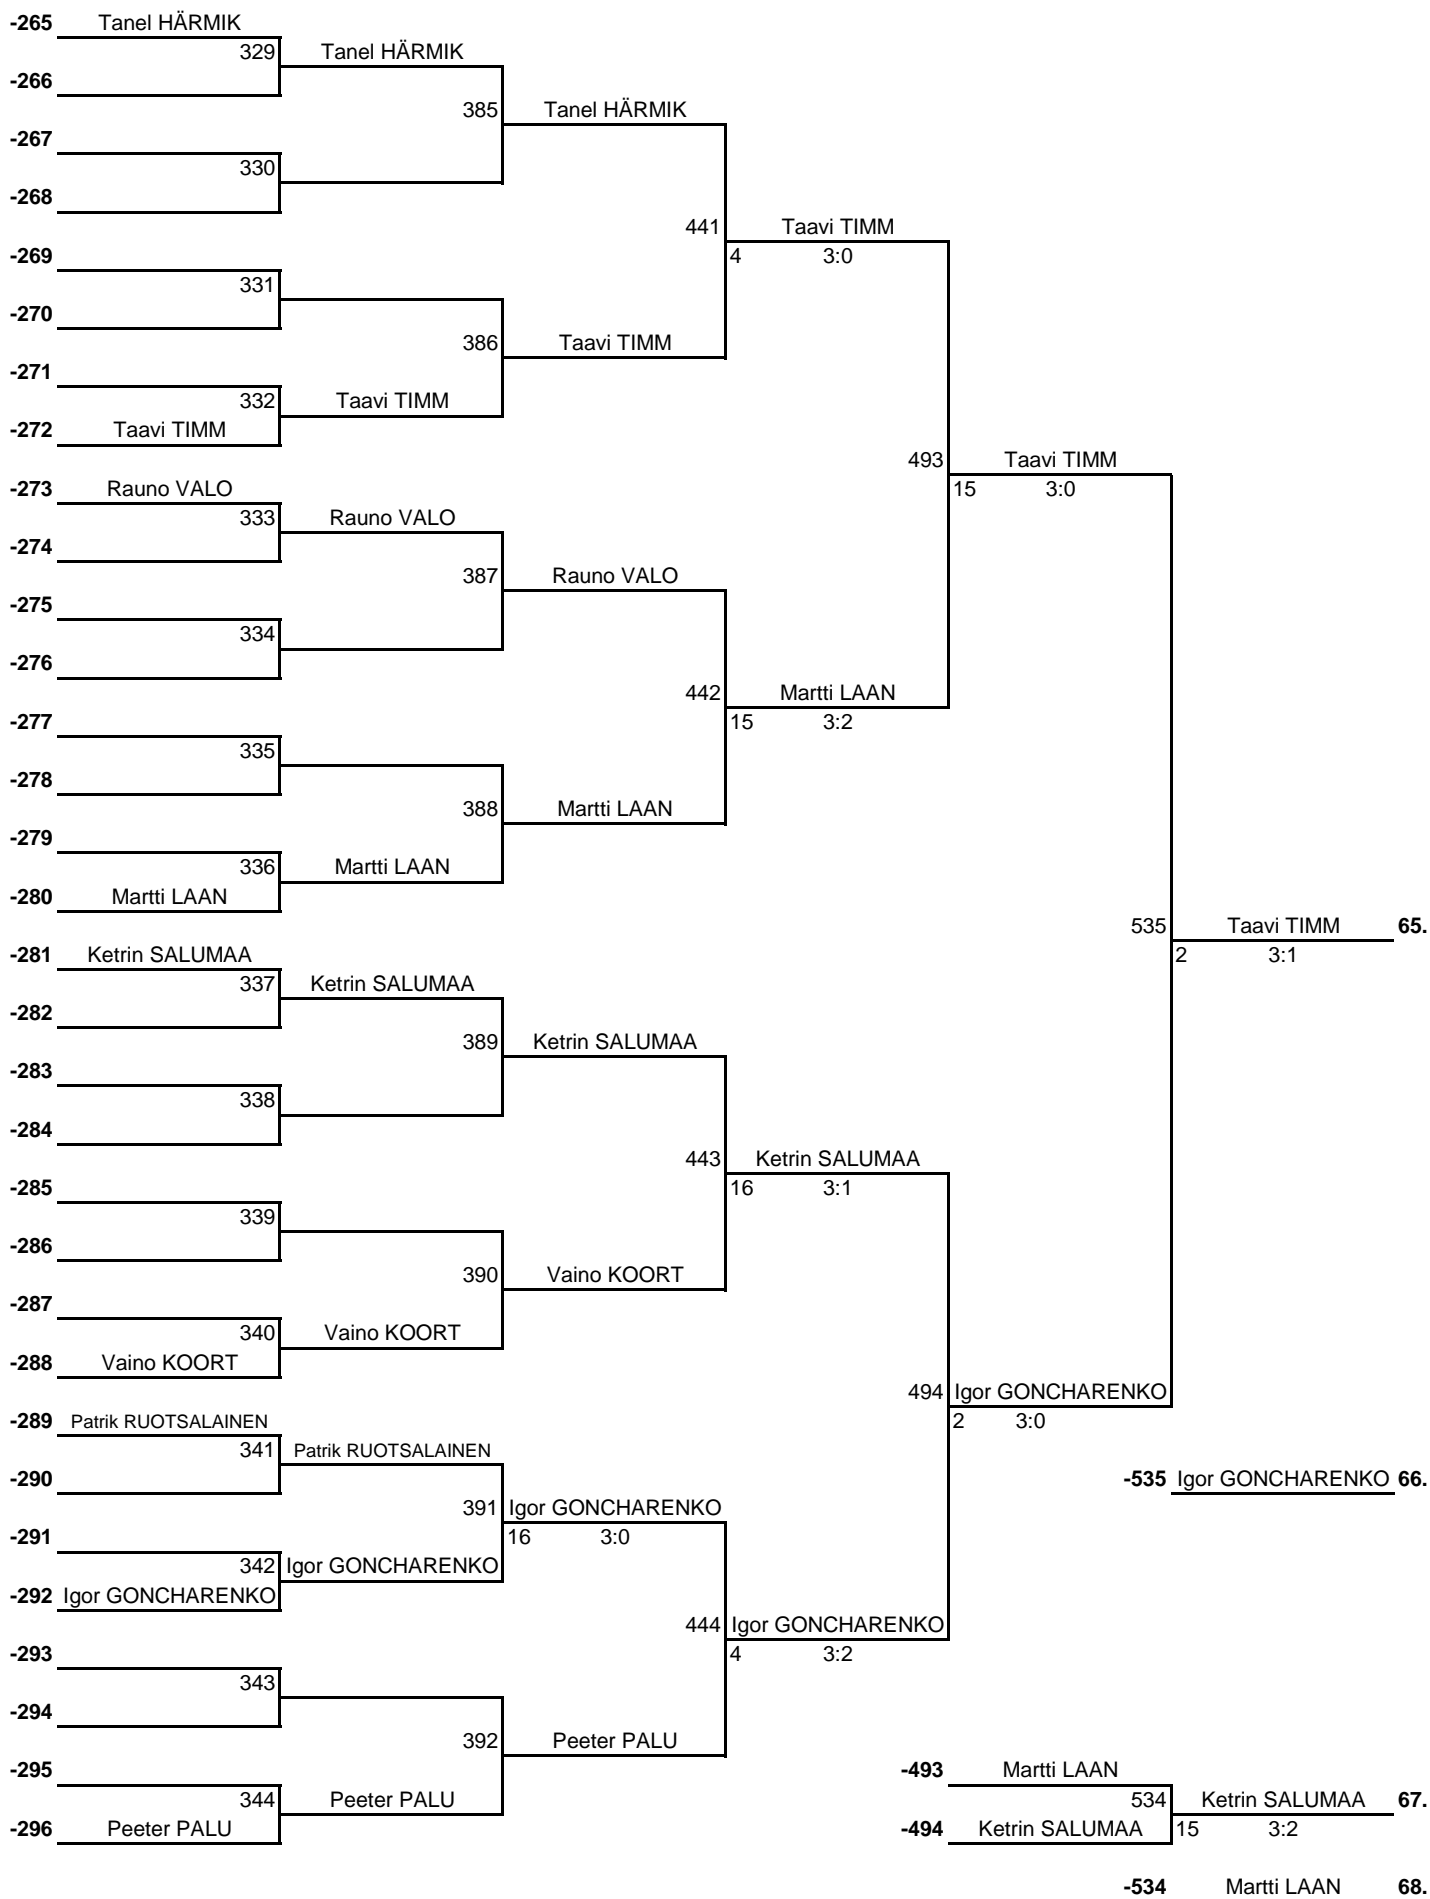 -265 Tanel HÄRMIK
329 Tanel HÄRMIK
-266
385 Tanel HÄRMIK
-267
330
-268
441 Taavi TIMM
-269 4 3:0
331
-270
386 Taavi TIMM
-271
332 Taavi TIMM
-272 Taavi TIMM
493 Taavi TIMM
-273 Rauno VALO 15 3:0
333 Rauno VALO
-274
387 Rauno VALO
-275
334
-276
442 Martti LAAN
-277 15 3:2
335
-278
388 Martti LAAN
-279
336 Martti LAAN
-280 Martti LAAN
535 Taavi TIMM 65.
-281 Ketrin SALUMAA 2 3:1
337 Ketrin SALUMAA
-282
389 Ketrin SALUMAA
-283
338
-284
443 Ketrin SALUMAA
-285 16 3:1
339
-286
390 Vaino KOORT
-287
340 Vaino KOORT
-288 Vaino KOORT
494 Igor GONCHARENKO
-289 Patrik RUOTSALAINEN 2 3:0
341 Patrik RUOTSALAINEN
-290 -535 Igor GONCHARENKO 66.
391 Igor GONCHARENKO
-291 16 3:0
342 Igor GONCHARENKO
-292 Igor GONCHARENKO
444 Igor GONCHARENKO
-293 4 3:2
343
-294
392 Peeter PALU
-295 -493 Martti LAAN
344 Peeter PALU 534 Ketrin SALUMAA 67.
-296 Peeter PALU -494 Ketrin SALUMAA 15 3:2
-534 Martti LAAN 68.